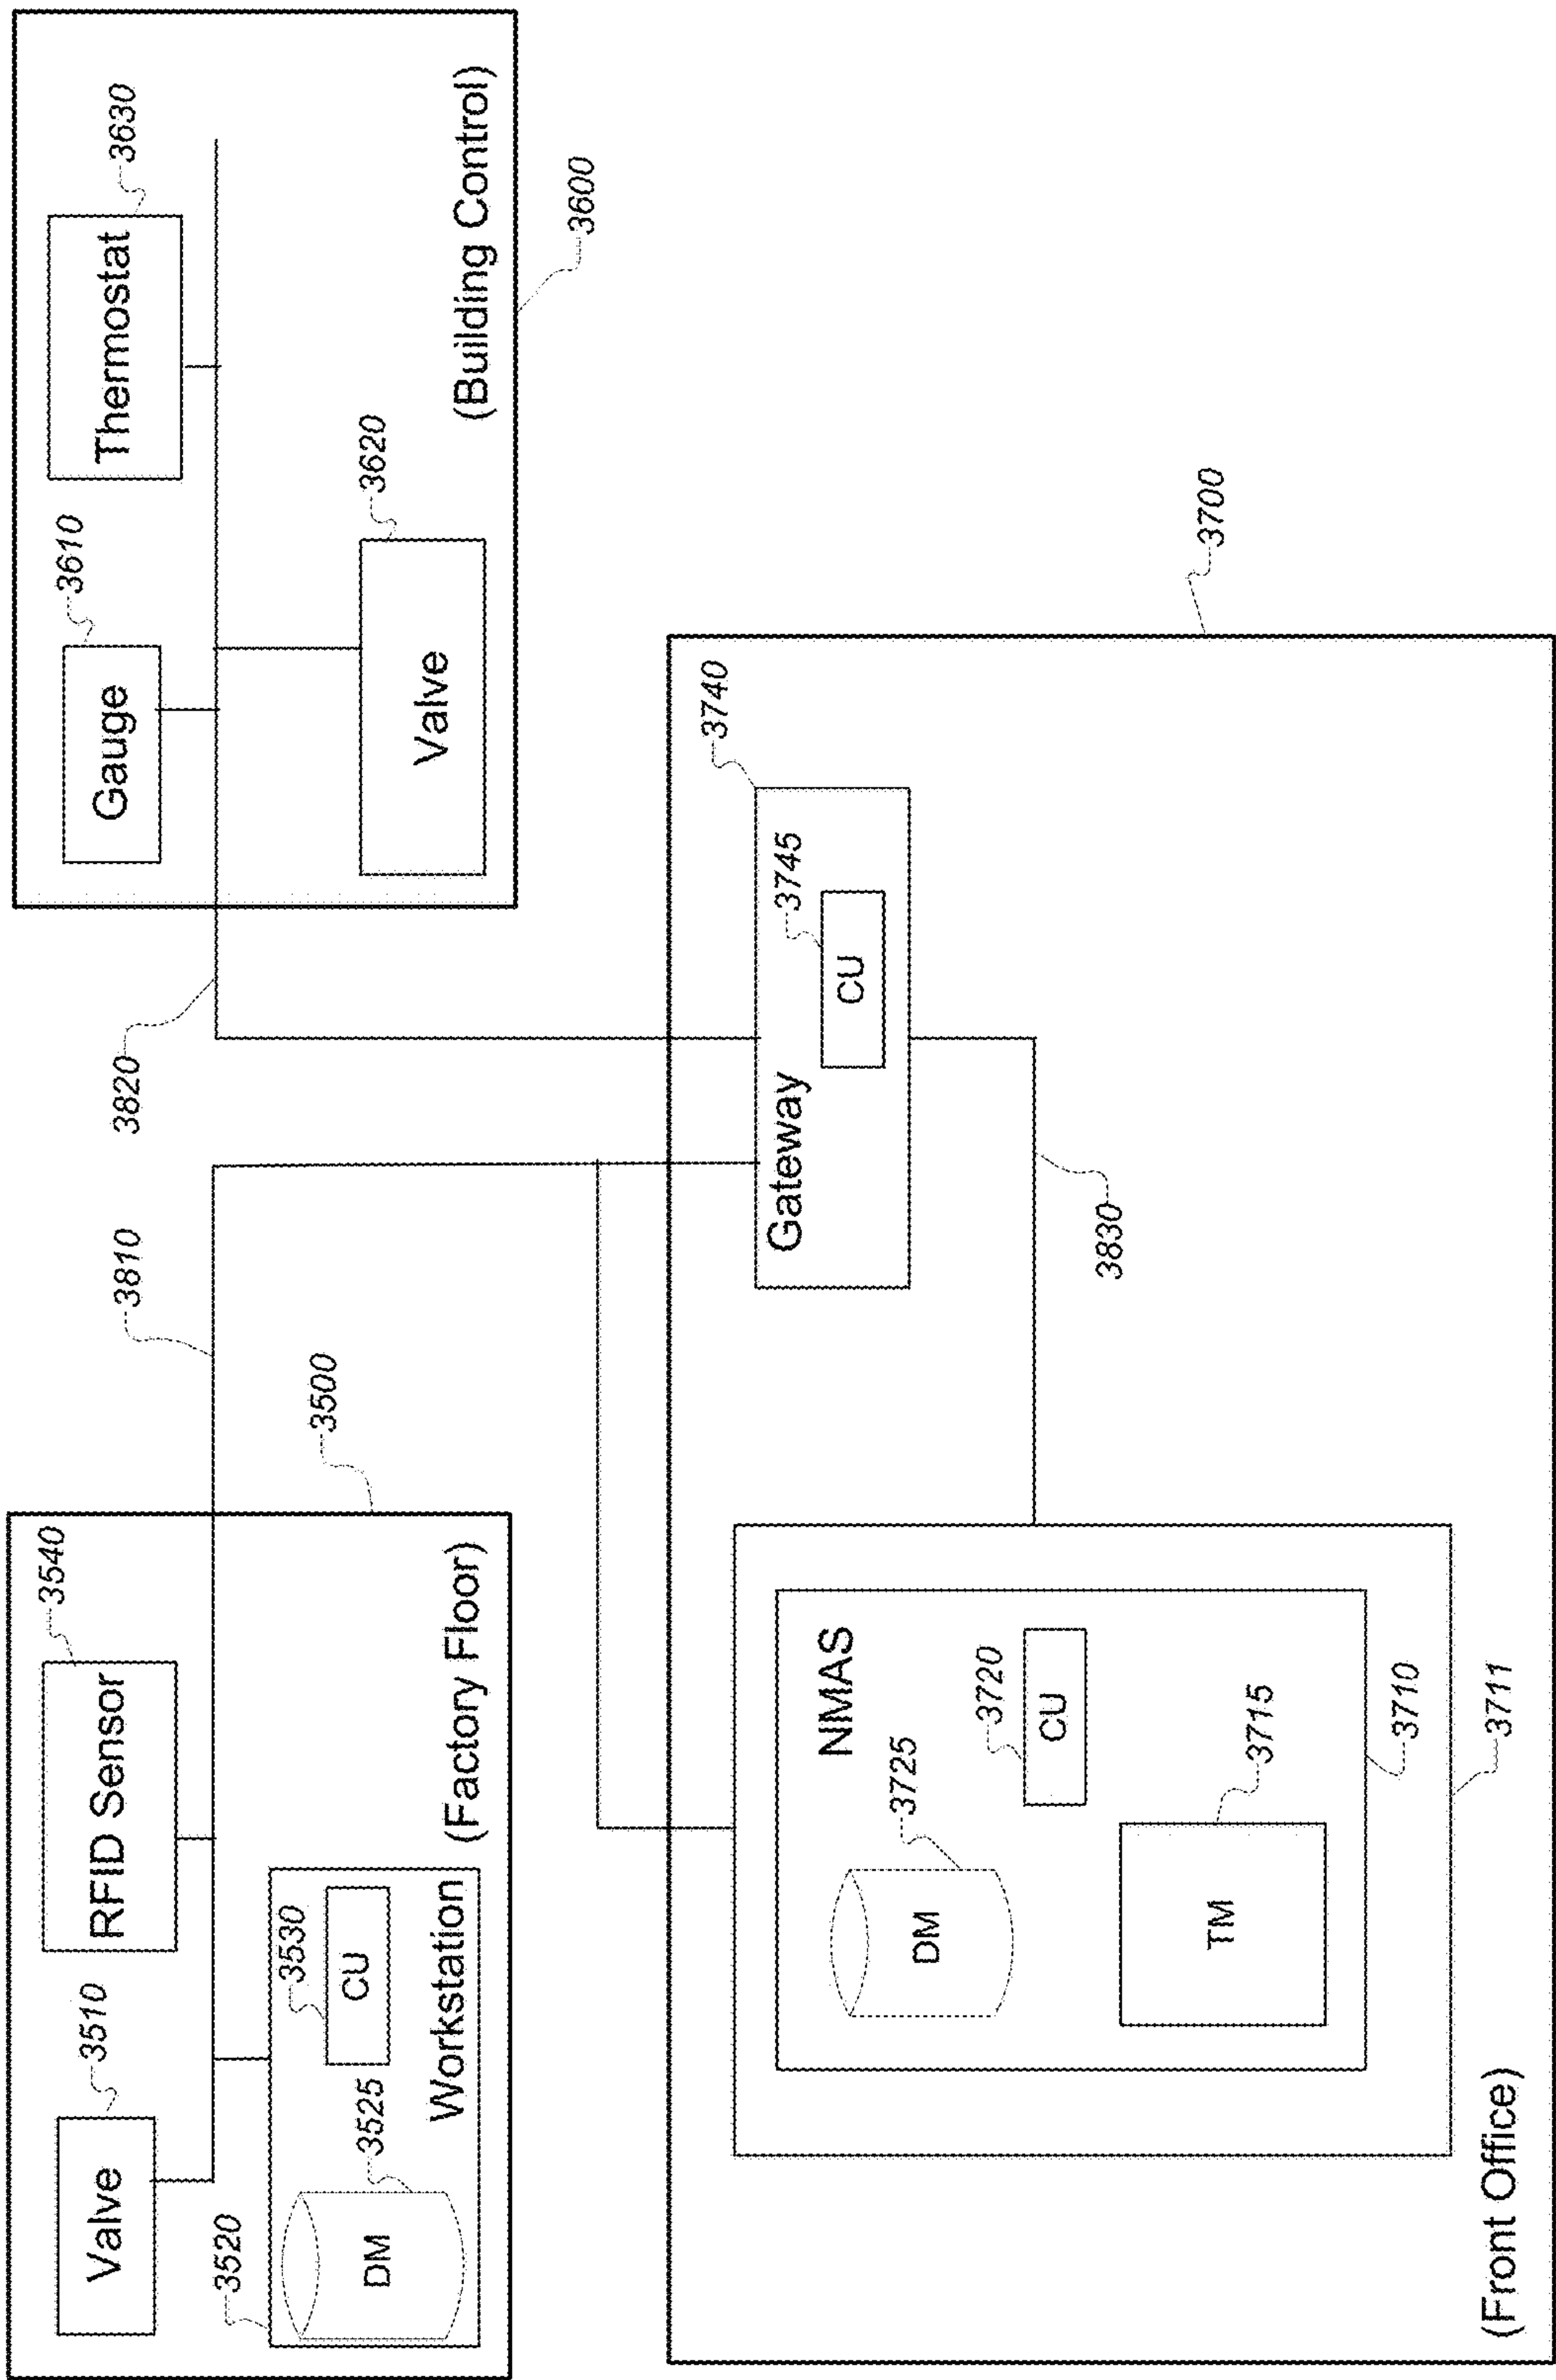 Valve
3510
RFID Sensor
3540
3520
DM
3525
CU
3530
Workstation
(Factory Floor)
3500
3810
3820
Gauge
3610
Thermostat
3630
Valve
3620
(Building Control)
3600
Gateway
CU
3745
3740
3700
3830
NMAS
DM
3725
CU
3720
TM
3715
3710
3711
(Front Office)